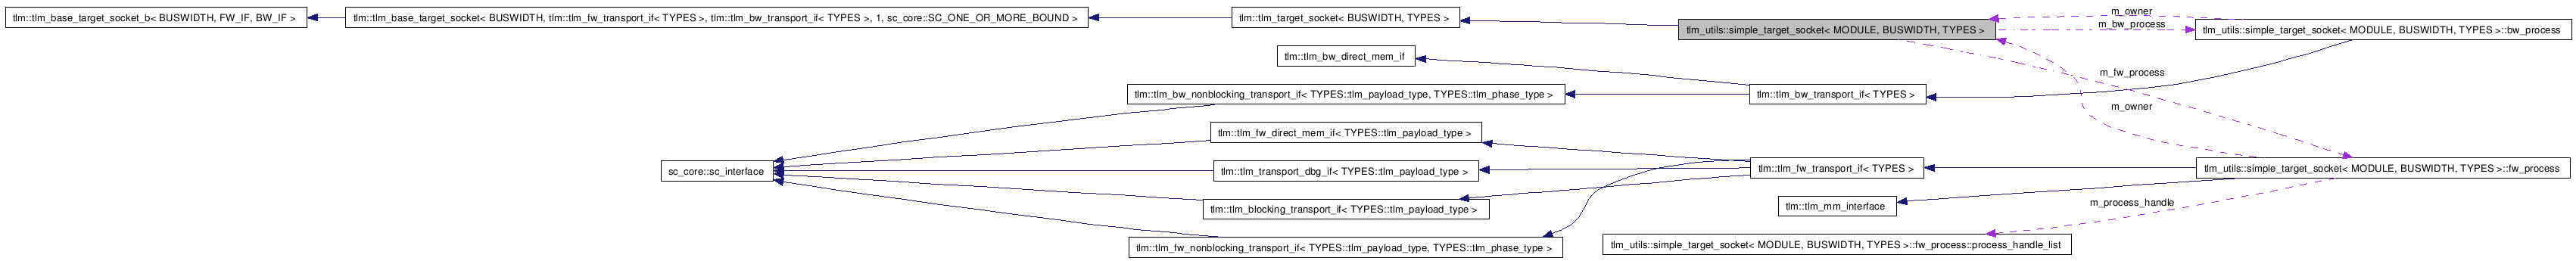 tlm::tlm_base_target_socket_b< BUSWIDTH, FW_IF, BW_IF >
tlm::tlm_base_target_socket< BUSWIDTH, tlm::tlm_fw_transport_if< TYPES >, tlm::tlm_bw_transport_if< TYPES >, 1, sc_core::SC_ONE_OR_MORE_BOUND >
tlm::tlm_target_socket< BUSWIDTH, TYPES >
tlm_utils::simple_target_socket< MODULE, BUSWIDTH, TYPES >
m_owner
m_bw_process
tlm_utils::simple_target_socket< MODULE, BUSWIDTH, TYPES >::bw_process
tlm::tlm_bw_direct_mem_if
m_fw_process
tlm::tlm_bw_nonblocking_transport_if< TYPES::tlm_payload_type, TYPES::tlm_phase_type >
tlm::tlm_bw_transport_if< TYPES >
m_owner
tlm::tlm_fw_direct_mem_if< TYPES::tlm_payload_type >
sc_core::sc_interface
tlm::tlm_transport_dbg_if< TYPES::tlm_payload_type >
tlm::tlm_fw_transport_if< TYPES >
tlm_utils::simple_target_socket< MODULE, BUSWIDTH, TYPES >::fw_process
tlm::tlm_blocking_transport_if< TYPES::tlm_payload_type >
tlm::tlm_mm_interface
m_process_handle
tlm::tlm_fw_nonblocking_transport_if< TYPES::tlm_payload_type, TYPES::tlm_phase_type >
tlm_utils::simple_target_socket< MODULE, BUSWIDTH, TYPES >::fw_process::process_handle_list